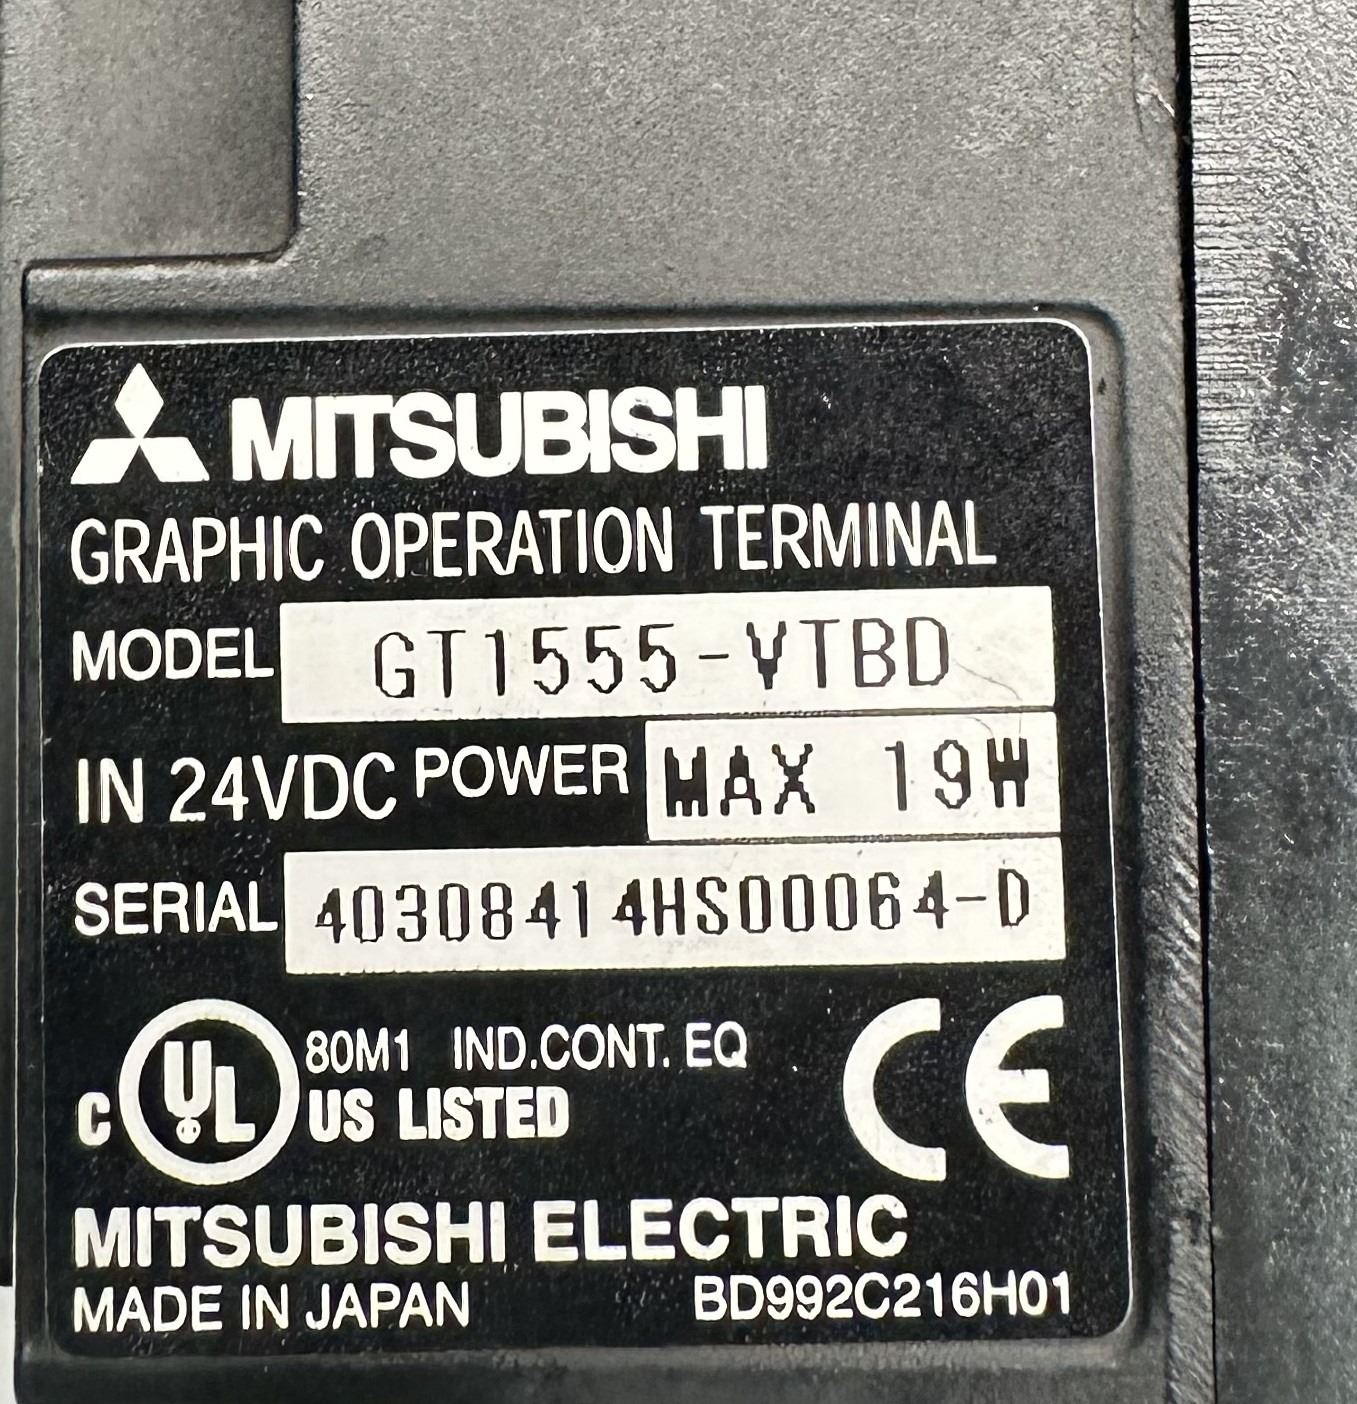 MITSUBISHI
GRAPHIC OPERATION TERMINAL
MODEL GT1555-VTBD
IN 24VDC POWER MAX 19W
SERIAL 40308414HS00064-D
C UL US LISTED 80M1 IND.CONT. EQ CE
MITSUBISHI ELECTRIC
MADE IN JAPAN BD992C216H01